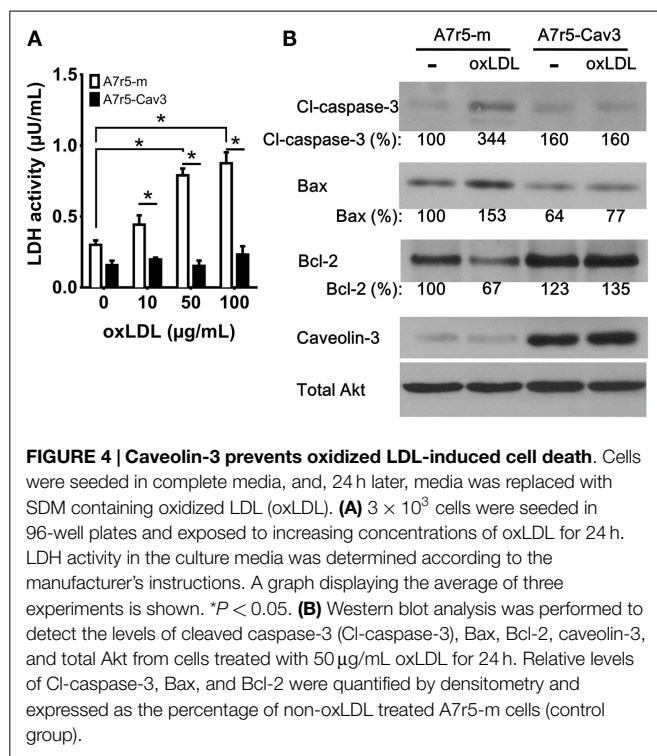 A
A7r5-m
A7r5-Cav3
LDH activity (µU/mL)
1.5
1.0
0.5
0.0
*
*
*
*
*
0 10 50 100
oxLDL (µg/mL)
B
A7r5-m A7r5-Cav3
– oxLDL – oxLDL
Cl-caspase-3
Cl-caspase-3 (%): 100 344 160 160
Bax
Bax (%): 100 153 64 77
Bcl-2
Bcl-2 (%): 100 67 123 135
Caveolin-3
Total Akt
FIGURE 4 | Caveolin-3 prevents oxidized LDL-induced cell death. Cells
were seeded in complete media, and, 24 h later, media was replaced with
SDM containing oxidized LDL (oxLDL). (A) 3 × 10³ cells were seeded in
96-well plates and exposed to increasing concentrations of oxLDL for 24 h.
LDH activity in the culture media was determined according to the
manufacturer's instructions. A graph displaying the average of three
experiments is shown. *P < 0.05. (B) Western blot analysis was performed to
detect the levels of cleaved caspase-3 (Cl-caspase-3), Bax, Bcl-2, caveolin-3,
and total Akt from cells treated with 50 µg/mL oxLDL for 24 h. Relative levels
of Cl-caspase-3, Bax, and Bcl-2 were quantified by densitometry and
expressed as the percentage of non-oxLDL treated A7r5-m cells (control
group).